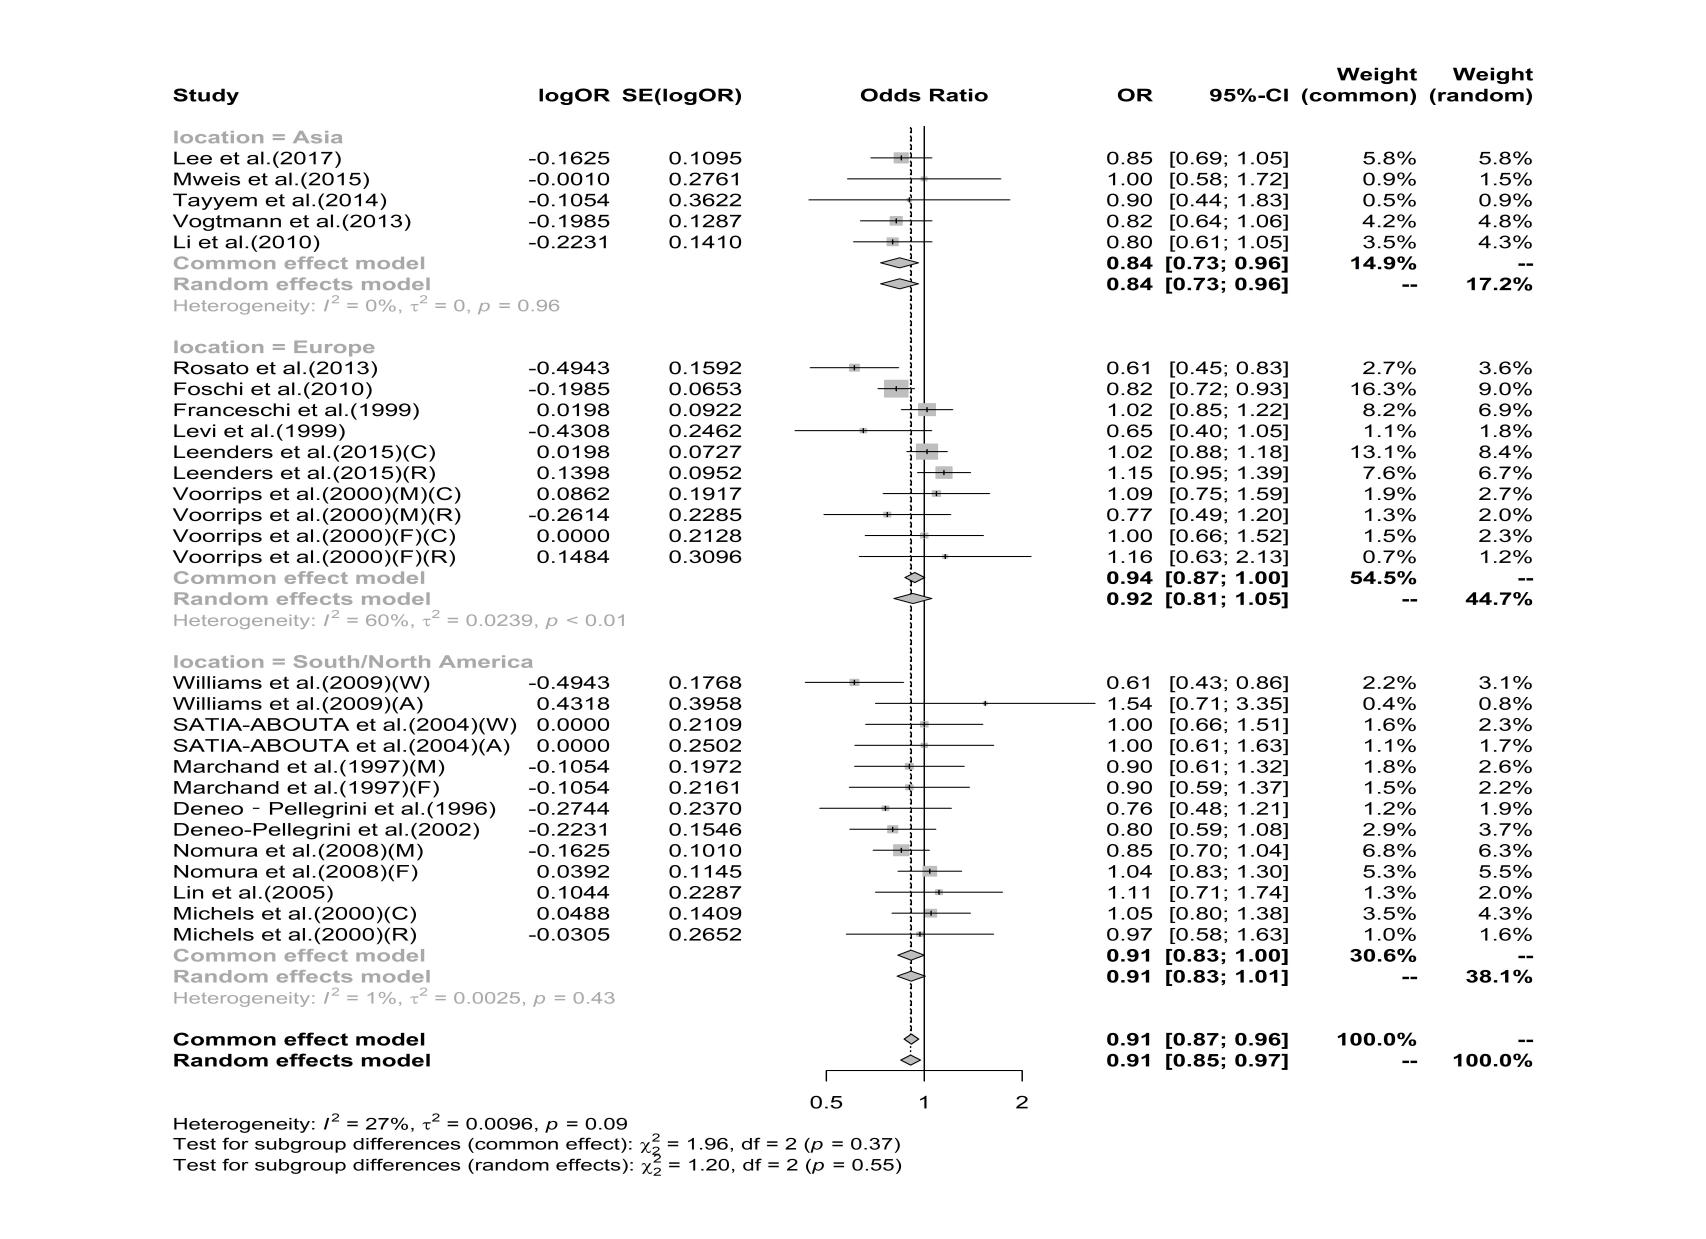 Weight Weight
Study logOR SE(logOR) Odds Ratio OR 95%-CI (common) (random)
location = Asia
Lee et al.(2017) -0.1625 0.1095 0.85 [0.69; 1.05] 5.8% 5.8%
Mweis et al.(2015) -0.0010 0.2761 1.00 [0.58; 1.72] 0.9% 1.5%
Tayyem et al.(2014) -0.1054 0.3622 0.90 [0.44; 1.83] 0.5% 0.9%
Vogtmann et al.(2013) -0.1985 0.1287 0.82 [0.64; 1.06] 4.2% 4.8%
Li et al.(2010) -0.2231 0.1410 0.80 [0.61; 1.05] 3.5% 4.3%
Common effect model 0.84 [0.73; 0.96] 14.9% --
Random effects model 0.84 [0.73; 0.96] -- 17.2%
Heterogeneity: I² = 0%, τ² = 0, p = 0.96
location = Europe
Rosato et al.(2013) -0.4943 0.1592 0.61 [0.45; 0.83] 2.7% 3.6%
Foschi et al.(2010) -0.1985 0.0653 0.82 [0.72; 0.93] 16.3% 9.0%
Franceschi et al.(1999) 0.0198 0.0922 1.02 [0.85; 1.22] 8.2% 6.9%
Levi et al.(1999) -0.4308 0.2462 0.65 [0.40; 1.05] 1.1% 1.8%
Leenders et al.(2015)(C) 0.0198 0.0727 1.02 [0.88; 1.18] 13.1% 8.4%
Leenders et al.(2015)(R) 0.1398 0.0952 1.15 [0.95; 1.39] 7.6% 6.7%
Voorrips et al.(2000)(M)(C) 0.0862 0.1917 1.09 [0.75; 1.59] 1.9% 2.7%
Voorrips et al.(2000)(M)(R) -0.2614 0.2285 0.77 [0.49; 1.20] 1.3% 2.0%
Voorrips et al.(2000)(F)(C) 0.0000 0.2128 1.00 [0.66; 1.52] 1.5% 2.3%
Voorrips et al.(2000)(F)(R) 0.1484 0.3096 1.16 [0.63; 2.13] 0.7% 1.2%
Common effect model 0.94 [0.87; 1.00] 54.5% --
Random effects model 0.92 [0.81; 1.05] -- 44.7%
Heterogeneity: I² = 60%, τ² = 0.0239, p < 0.01
location = South/North America
Williams et al.(2009)(W) -0.4943 0.1768 0.61 [0.43; 0.86] 2.2% 3.1%
Williams et al.(2009)(A) 0.4318 0.3958 1.54 [0.71; 3.35] 0.4% 0.8%
SATIA-ABOUTA et al.(2004)(W) 0.0000 0.2109 1.00 [0.66; 1.51] 1.6% 2.3%
SATIA-ABOUTA et al.(2004)(A) 0.0000 0.2502 1.00 [0.61; 1.63] 1.1% 1.7%
Marchand et al.(1997)(M) -0.1054 0.1972 0.90 [0.61; 1.32] 1.8% 2.6%
Marchand et al.(1997)(F) -0.1054 0.2161 0.90 [0.59; 1.37] 1.5% 2.2%
Deneo‐Pellegrini et al.(1996) -0.2744 0.2370 0.76 [0.48; 1.21] 1.2% 1.9%
Deneo-Pellegrini et al.(2002) -0.2231 0.1546 0.80 [0.59; 1.08] 2.9% 3.7%
Nomura et al.(2008)(M) -0.1625 0.1010 0.85 [0.70; 1.04] 6.8% 6.3%
Nomura et al.(2008)(F) 0.0392 0.1145 1.04 [0.83; 1.30] 5.3% 5.5%
Lin et al.(2005) 0.1044 0.2287 1.11 [0.71; 1.74] 1.3% 2.0%
Michels et al.(2000)(C) 0.0488 0.1409 1.05 [0.80; 1.38] 3.5% 4.3%
Michels et al.(2000)(R) -0.0305 0.2652 0.97 [0.58; 1.63] 1.0% 1.6%
Common effect model 0.91 [0.83; 1.00] 30.6% --
Random effects model 0.91 [0.83; 1.01] -- 38.1%
Heterogeneity: I² = 1%, τ² = 0.0025, p = 0.43
Common effect model 0.91 [0.87; 0.96] 100.0% --
Random effects model 0.91 [0.85; 0.97] -- 100.0%
0.5 1 2
Heterogeneity: I² = 27%, τ² = 0.0096, p = 0.09
Test for subgroup differences (common effect): χ²₂ = 1.96, df = 2 (p = 0.37)
Test for subgroup differences (random effects): χ²₂ = 1.20, df = 2 (p = 0.55)